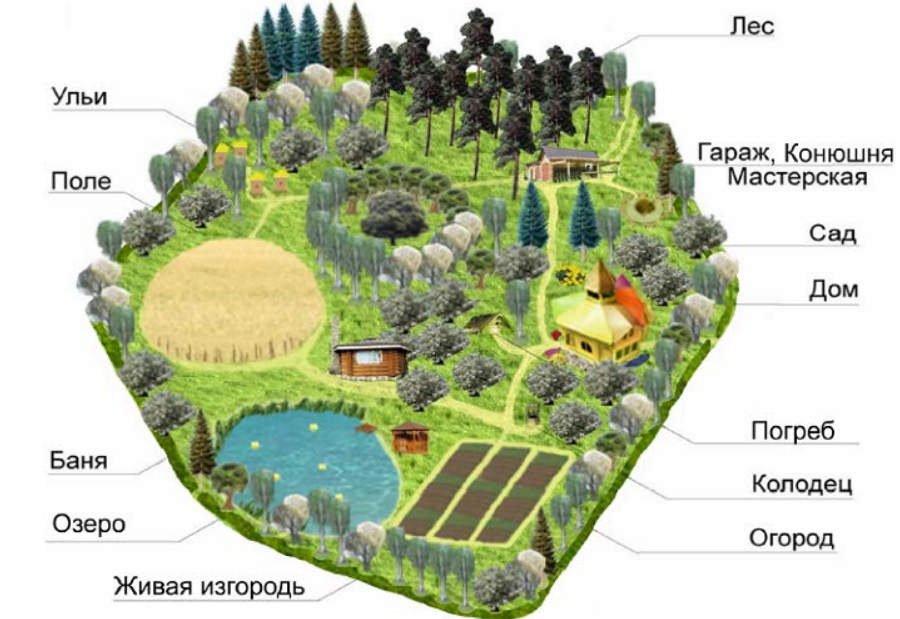 Лес
Ульи
Гараж, Конюшня
Мастерская
Поле
Сад
Дом
Погреб
Баня
Колодец
Озеро
Огород
Живая изгородь